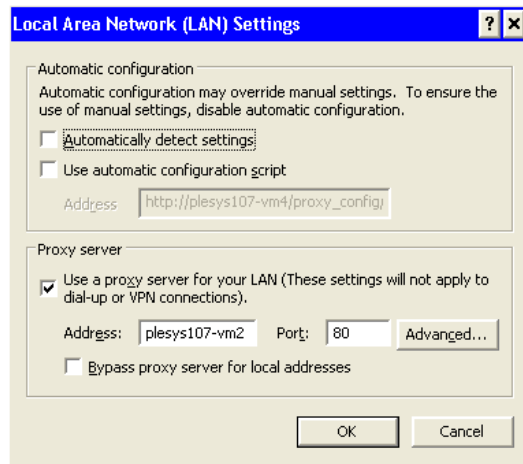 Local Area Network (LAN) Settings
Automatic configuration
Automatic configuration may override manual settings. To ensure the
use of manual settings, disable automatic configuration.
Automatically detect settings
Use automatic configuration script
Address http://plesys107-vm4/proxy_config/
Proxy server
Use a proxy server for your LAN (These settings will not apply to
dial-up or VPN connections).
Address: plesys107-vm2 Port: 80 Advanced...
Bypass proxy server for local addresses
OK Cancel